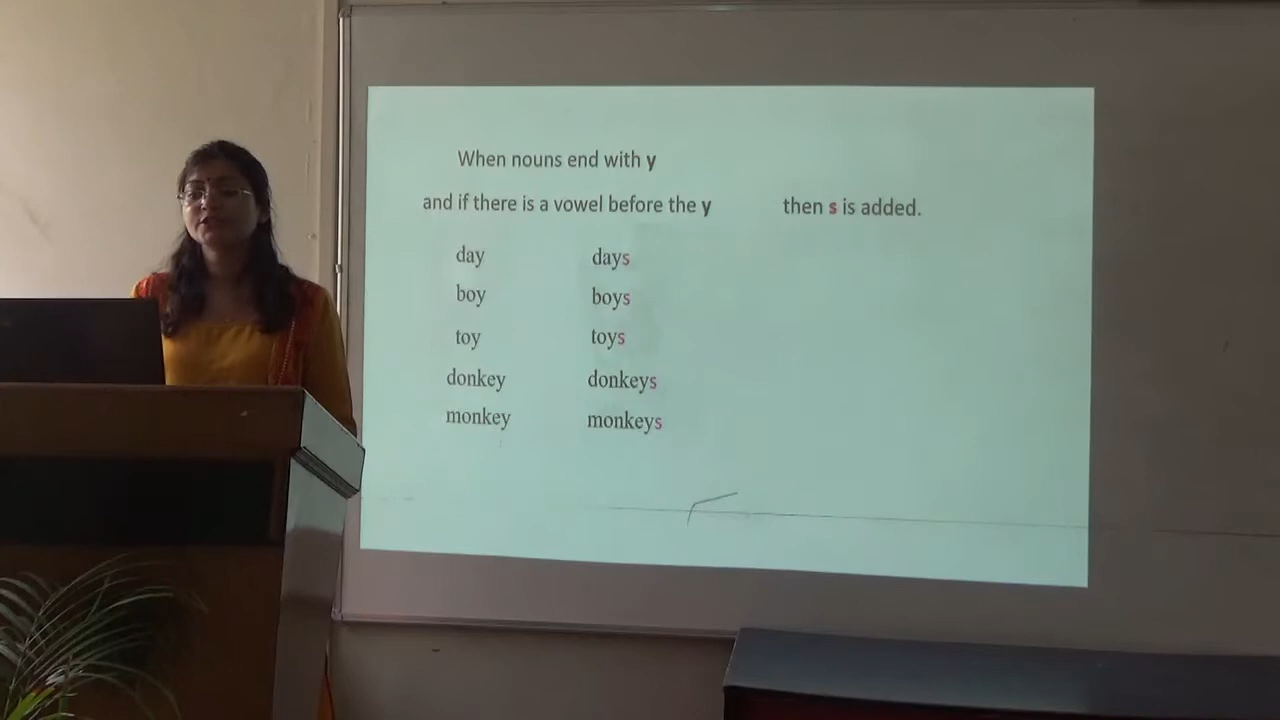 When nouns end with y
and if there is a vowel before the y then s is added.
day days
boy boys
toy toys
donkey donkeys
monkey monkeys